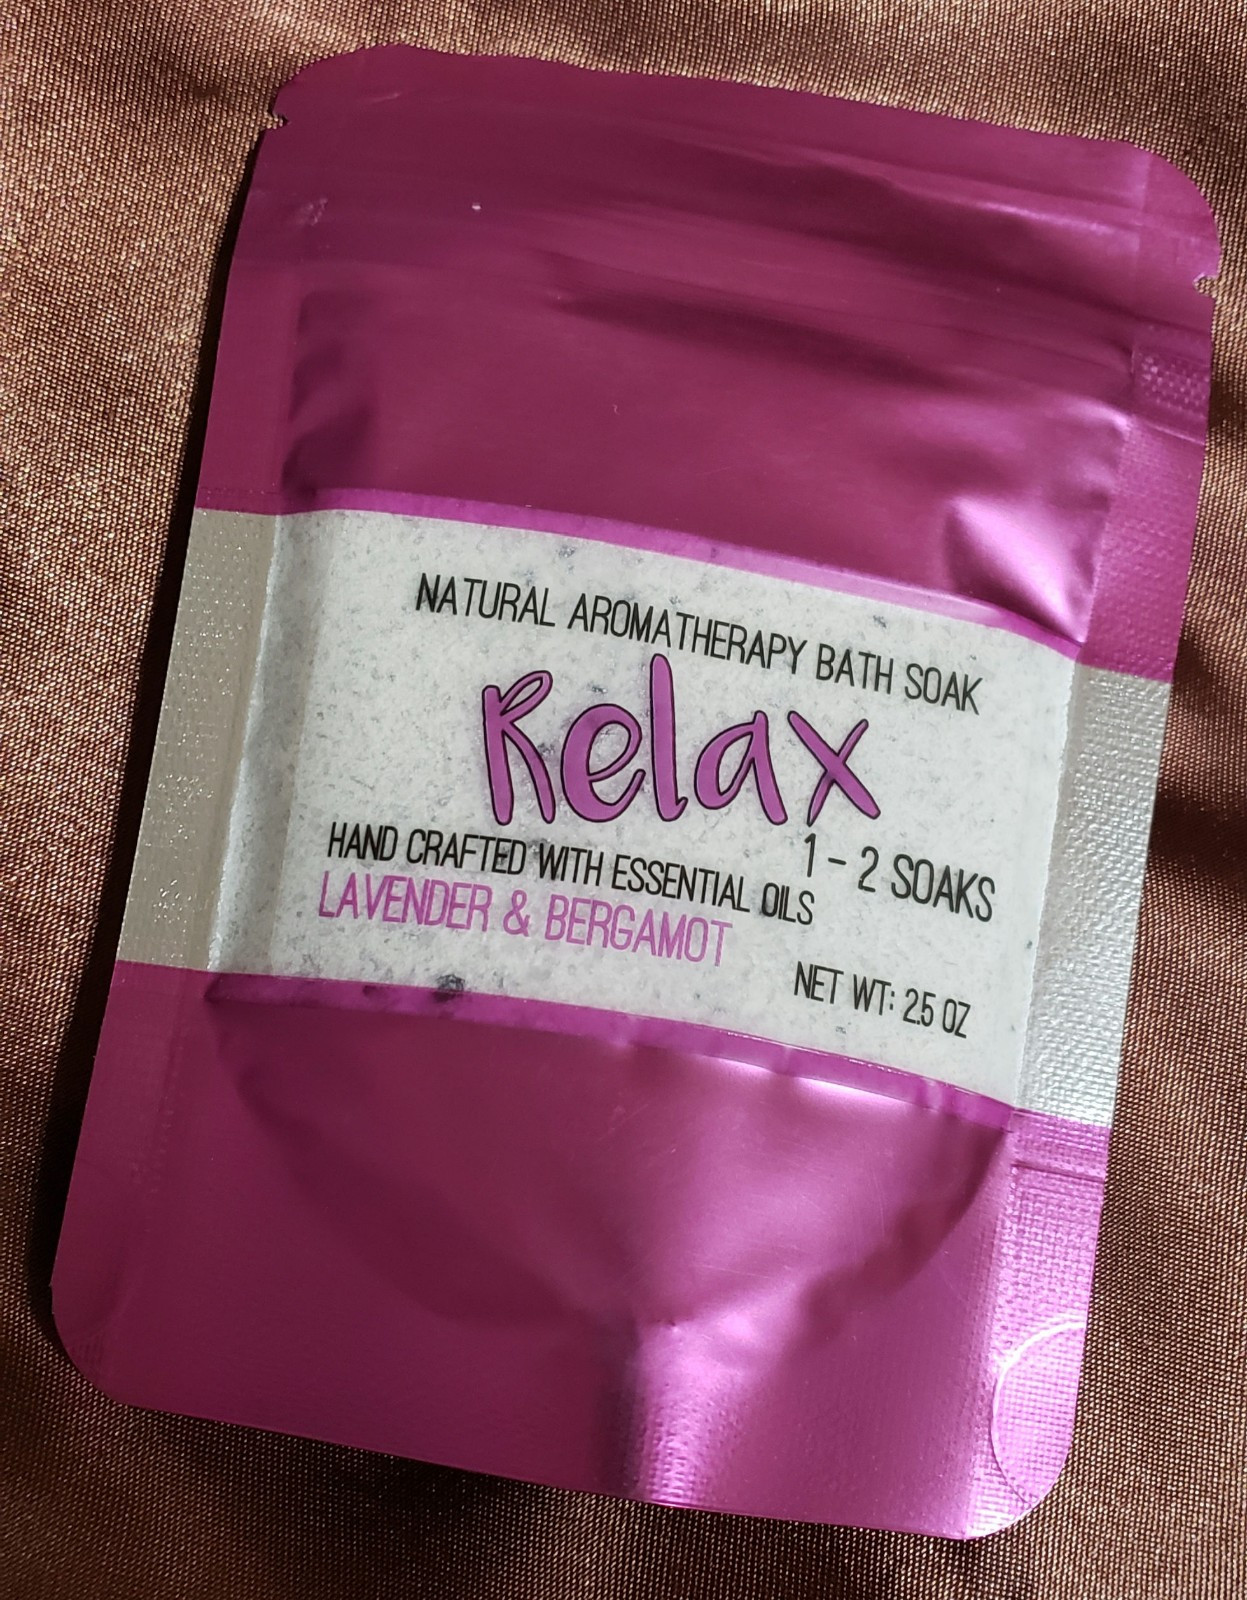 NATURAL AROMATHERAPY BATH SOAK
Relax
1 - 2 SOAKS
HAND CRAFTED WITH ESSENTIAL OILS
LAVENDER & BERGAMOT
NET WT: 2.5 OZ